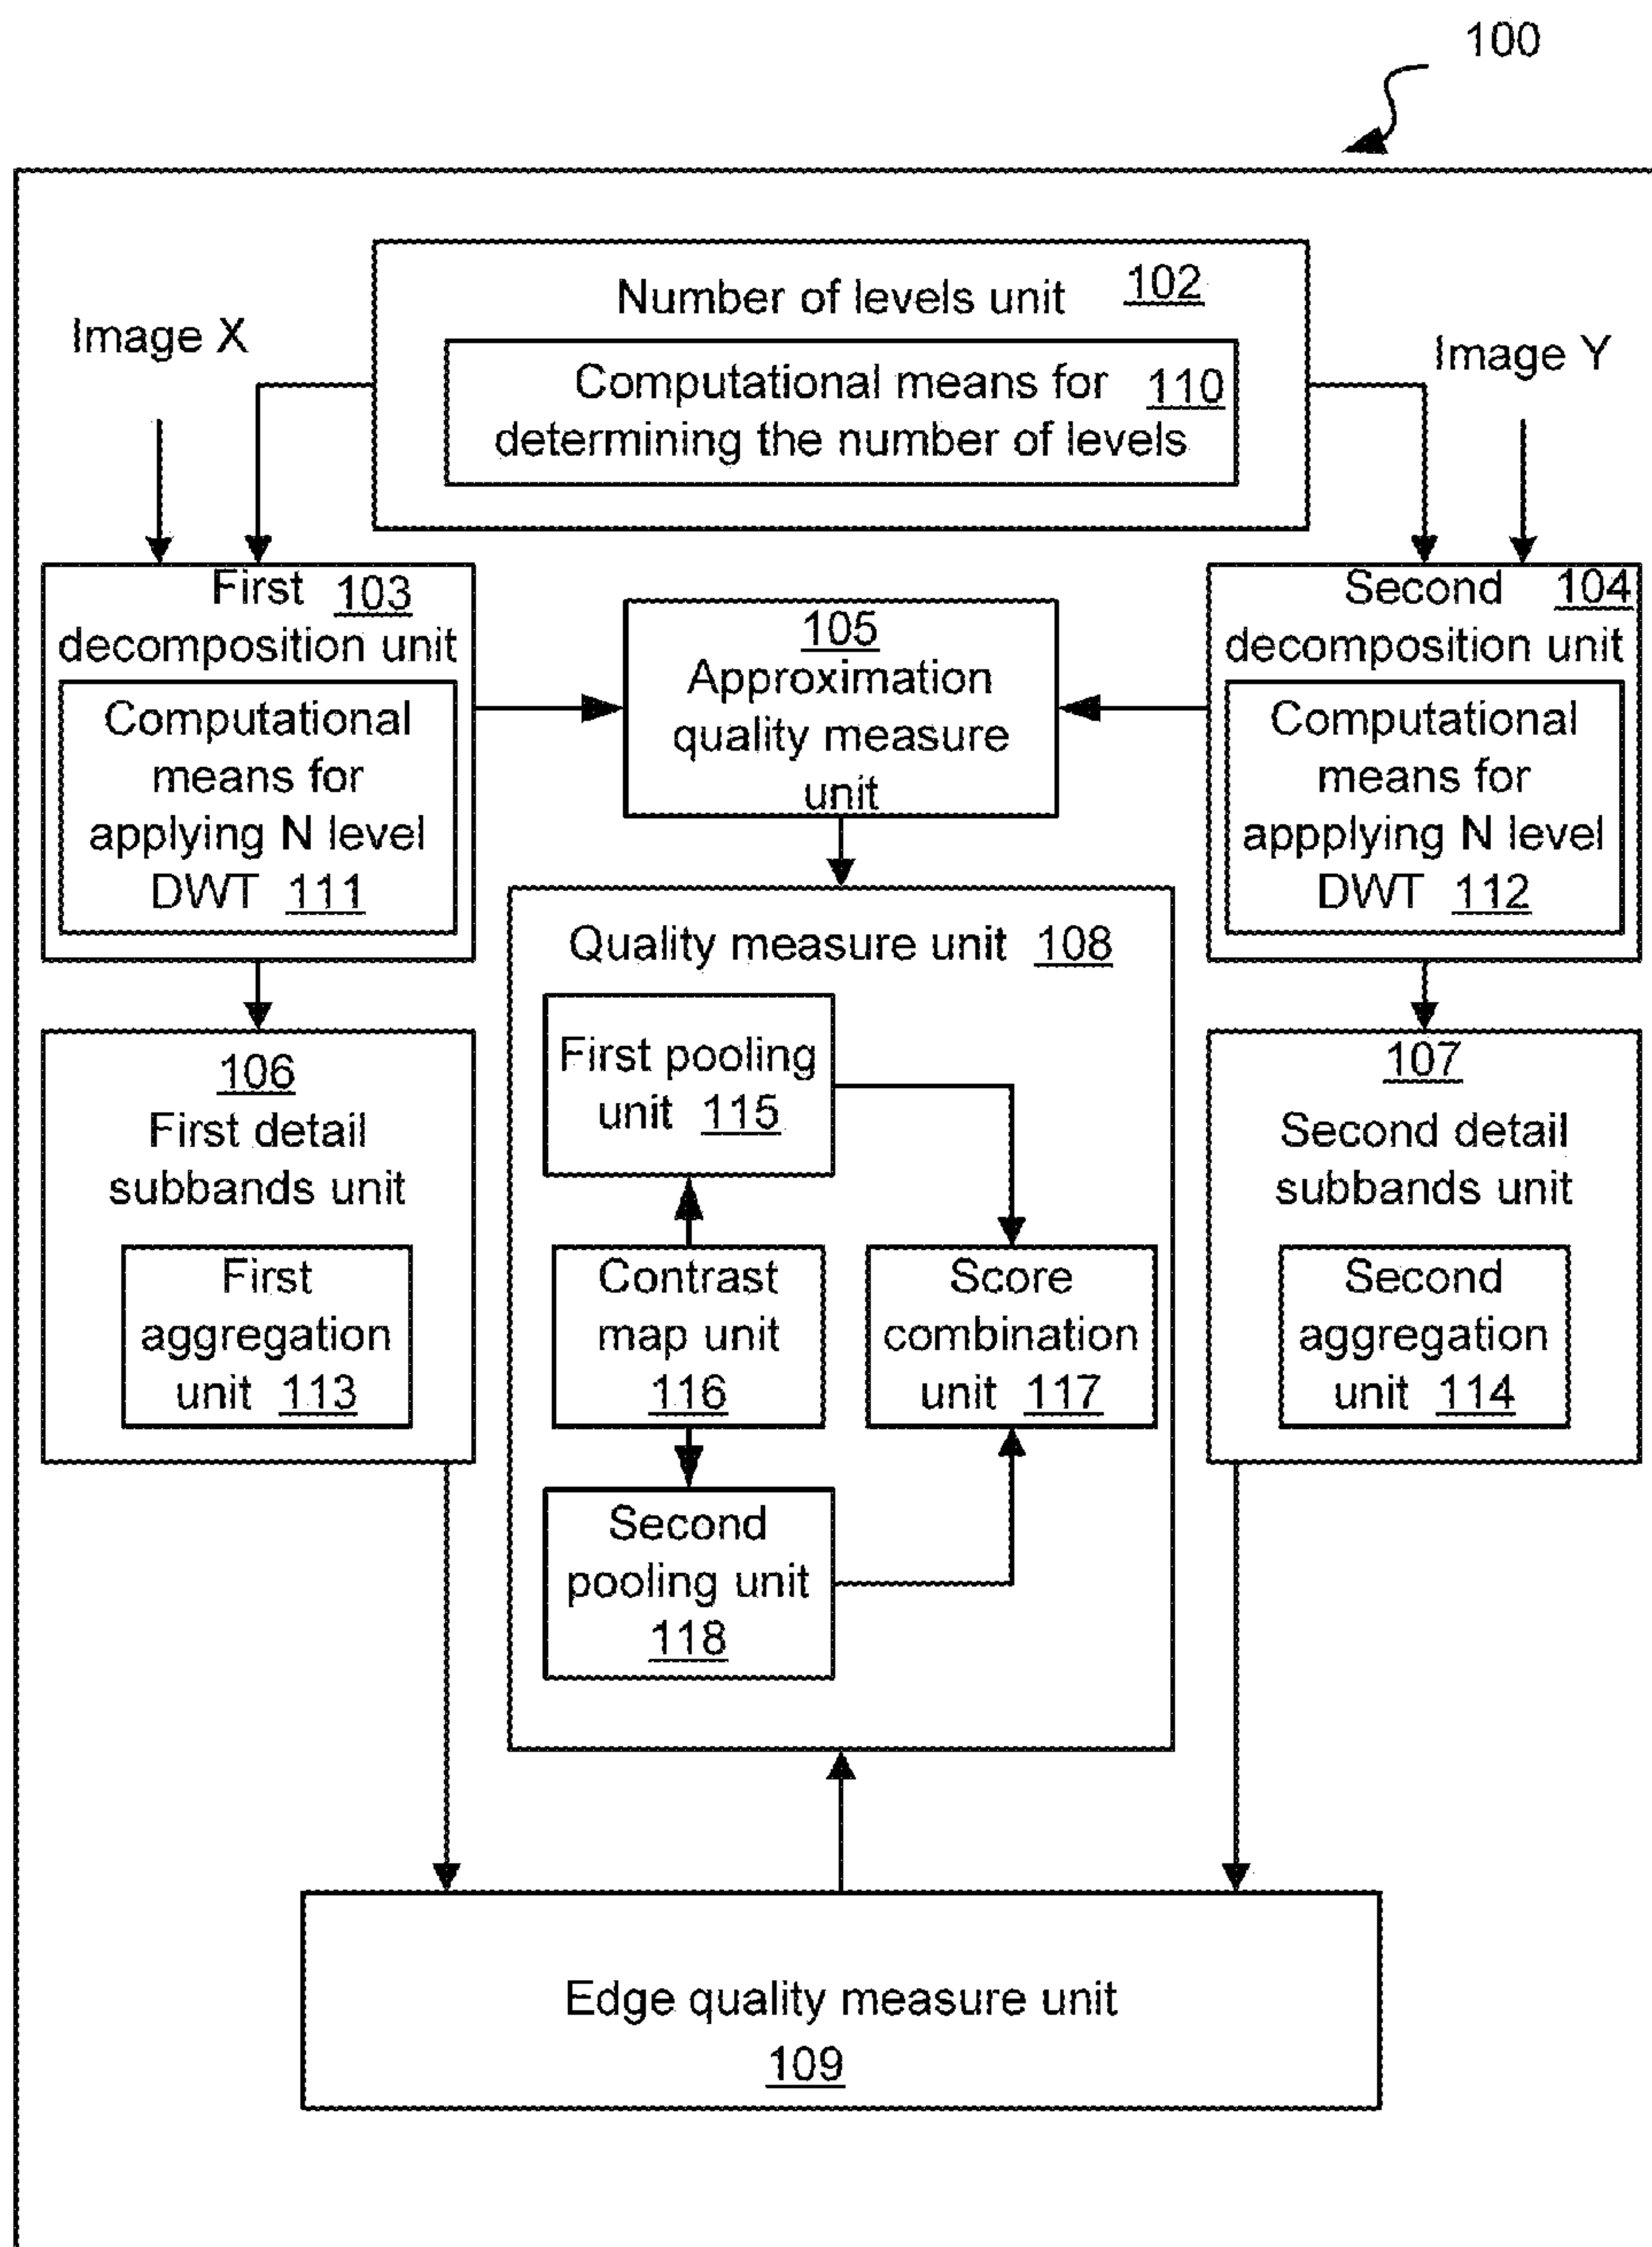 100
Number of levels unit 102
Image X
Image Y
Computational means for 110
determining the number of levels
First 103
decomposition unit
Computational
means for
applying N level
DWT 111
105
Approximation
quality measure
unit
Second 104
decomposition unit
Computational
means for
appplying N level
DWT 112
Quality measure unit 108
106
First detail
subbands unit
First
aggregation
unit 113
First pooling
unit 115
Contrast
map unit
116
Score
combination
unit 117
Second
pooling unit
118
107
Second detail
subbands unit
Second
aggregation
unit 114
Edge quality measure unit
109